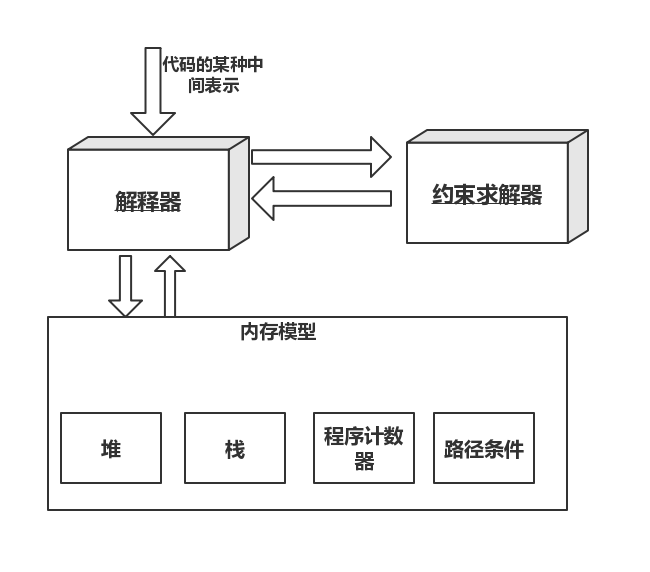 代码的某种中
间表示
解释器
约束求解器
内存模型
堆
栈
程序计数
器
路径条件